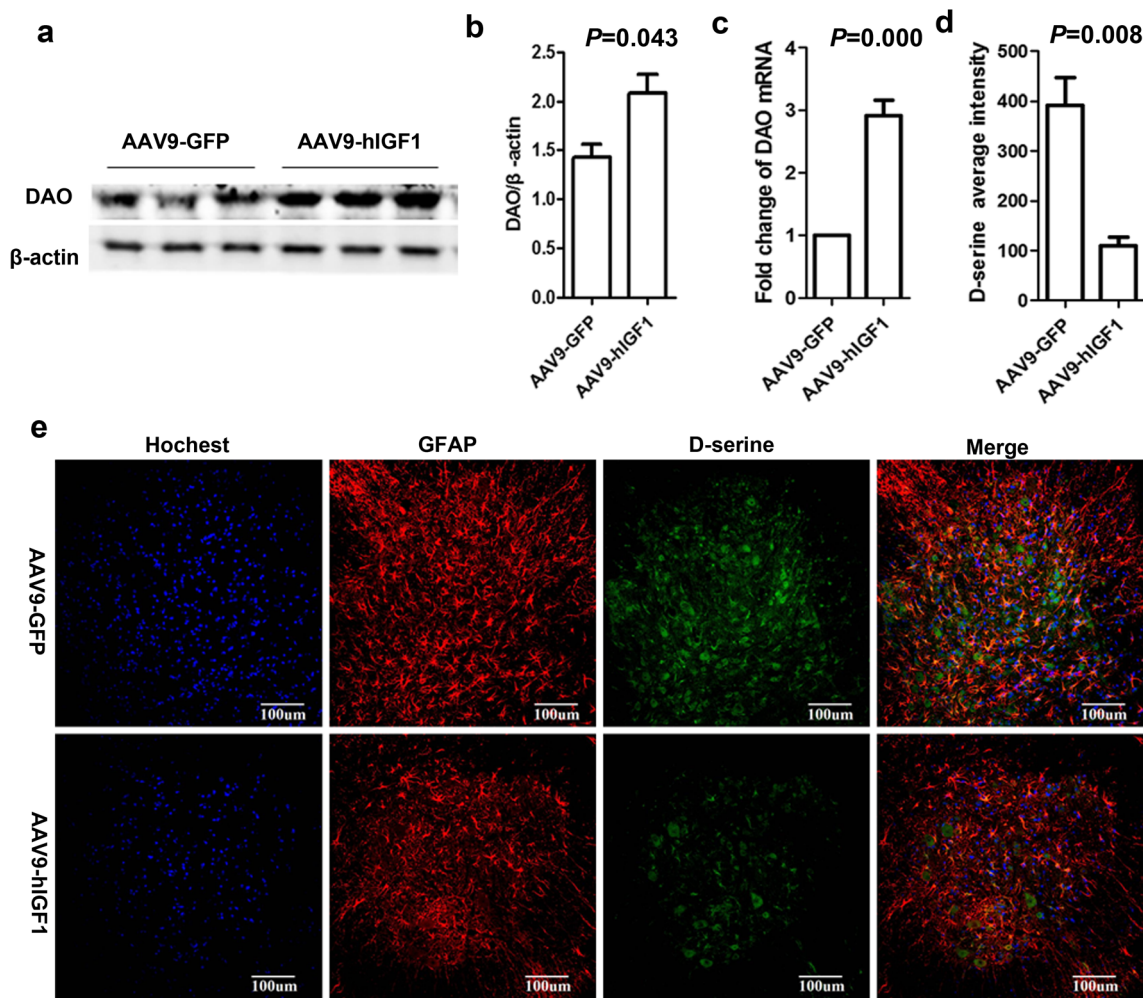 a
AAV9-GFP AAV9-hIGF1
DAO
β-actin
b
P=0.043
DAO/β -actin
2.5
2.0
1.5
1.0
0.5
0.0
AAV9-GFP
AAV9-hIGF1
c
P=0.000
Fold change of DAO mRNA
4
3
2
1
0
AAV9-GFP
AAV9-hIGF1
d
P=0.008
D-serine average intensity
500
400
300
200
100
0
AAV9-GFP
AAV9-hIGF1
e
Hochest GFAP D-serine Merge
AAV9-GFP
100um 100um 100um 100um
AAV9-hIGF1
100um 100um 100um 100um